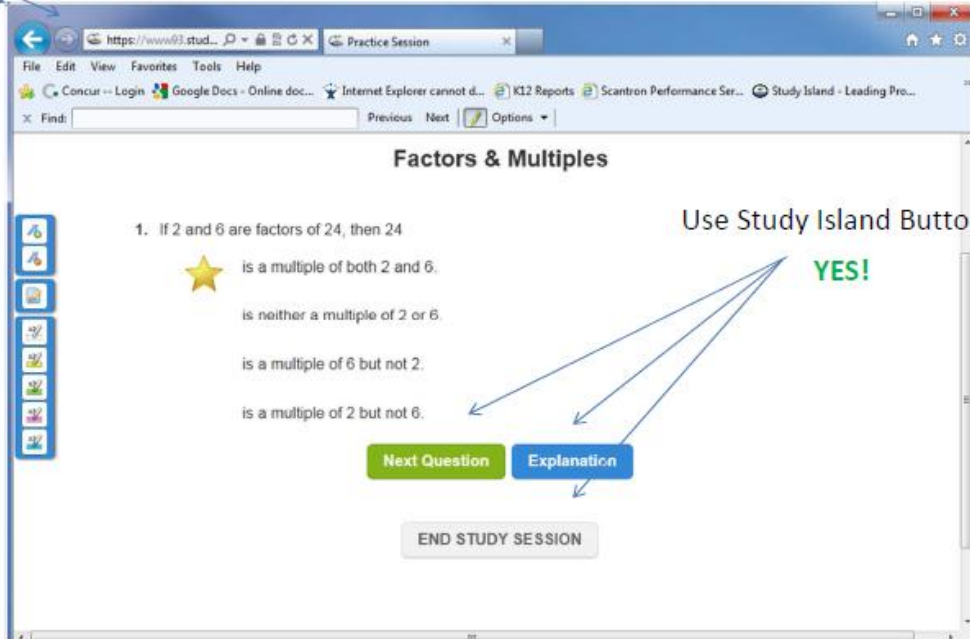 https://www93.stud...
Practice Session
File Edit View Favorites Tools Help
Concur -- Login Google Docs - Online doc... Internet Explorer cannot d... K12 Reports Scantron Performance Ser... Study Island - Leading Pro...
x Find: Previous Next Options
Factors & Multiples
Use Study Island Butto
YES!
1. If 2 and 6 are factors of 24, then 24
is a multiple of both 2 and 6.
is neither a multiple of 2 or 6.
is a multiple of 6 but not 2.
is a multiple of 2 but not 6.
Next Question Explanation
END STUDY SESSION